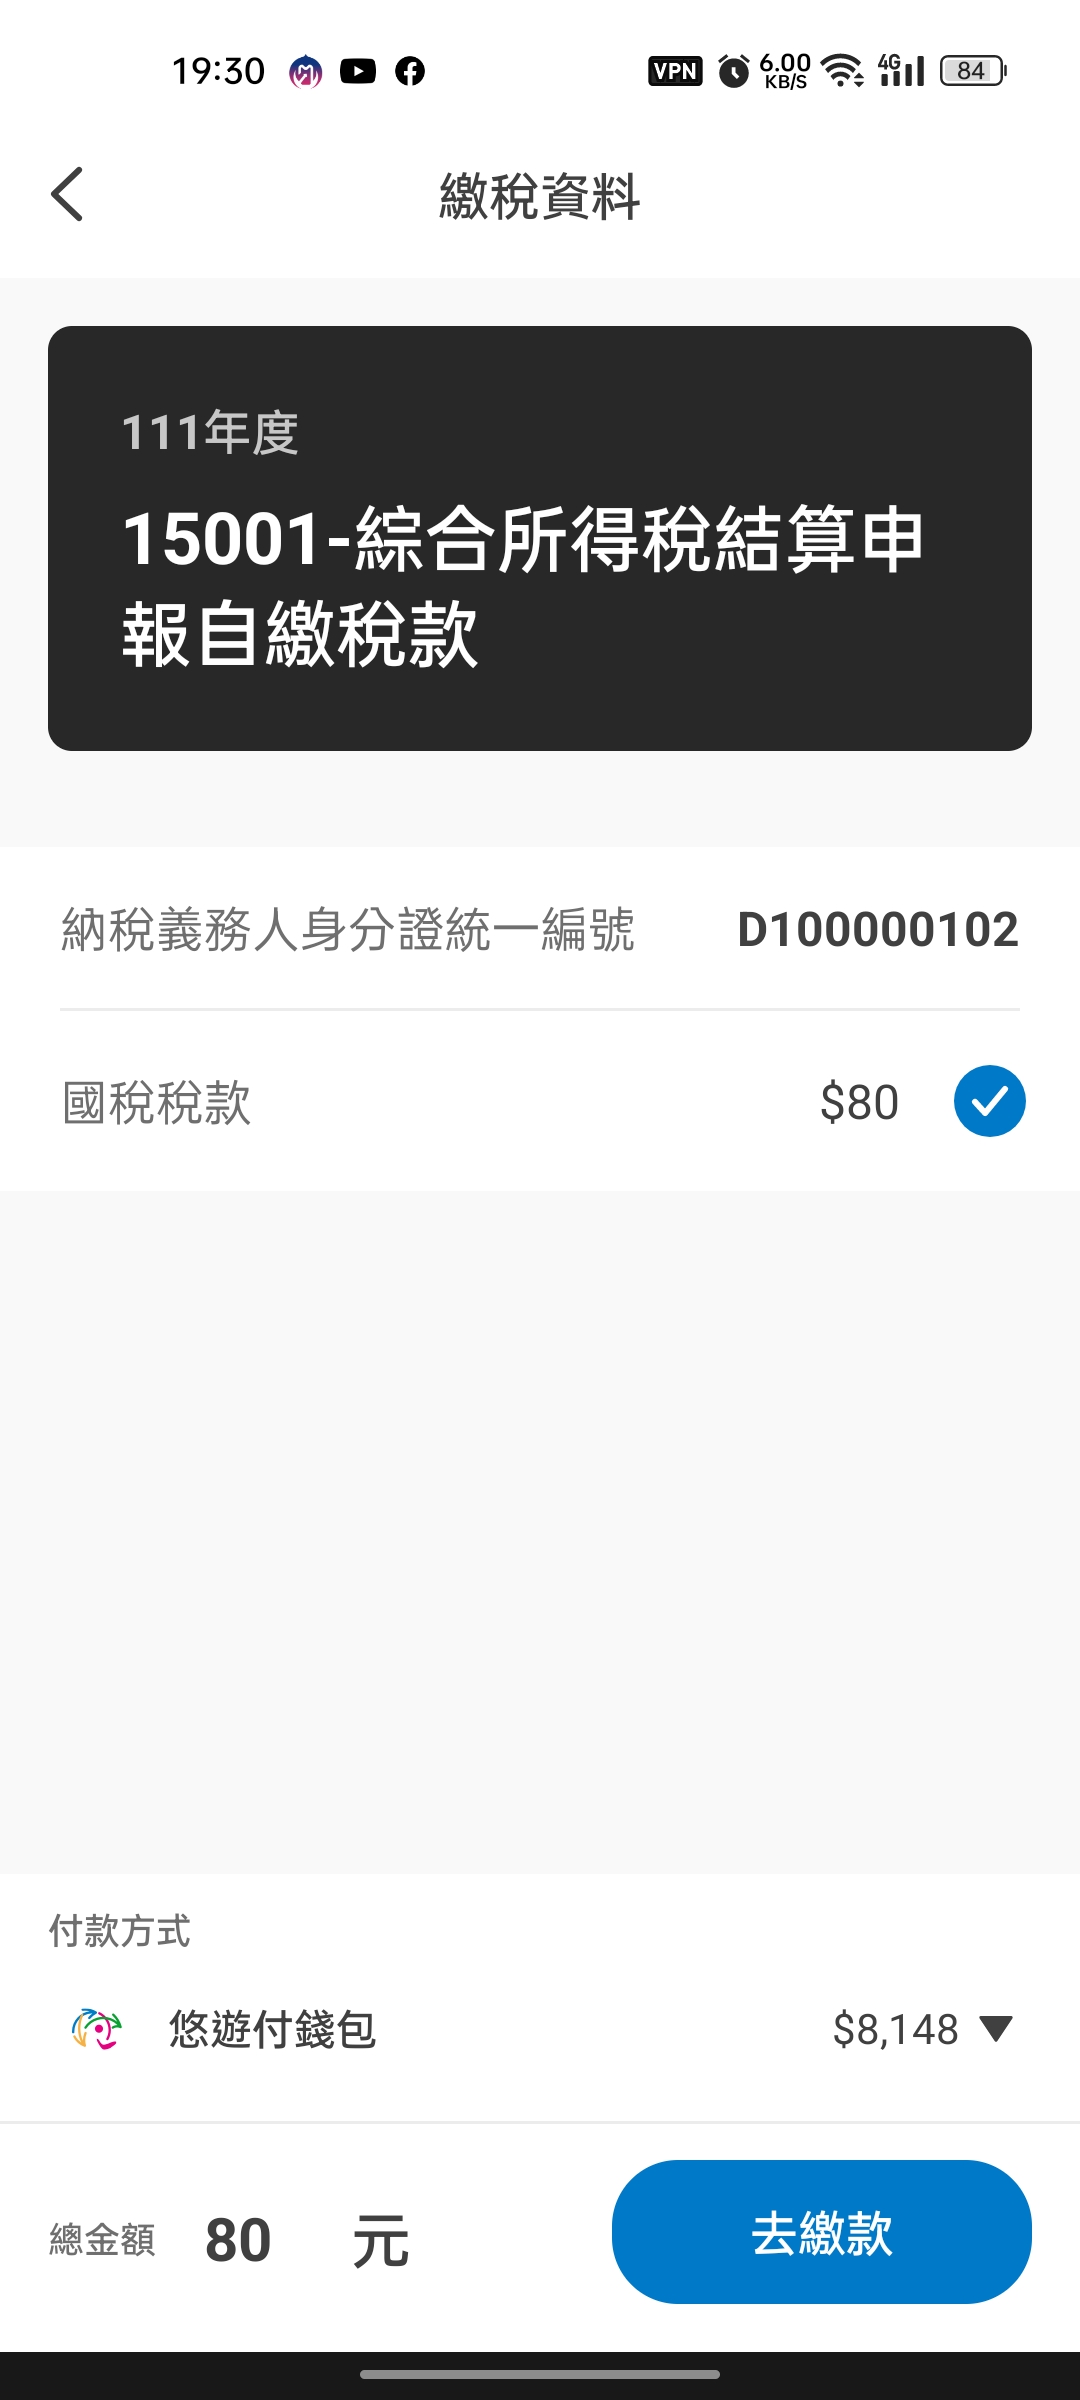 19:30 VPN 6.00 KB/S 4G 84
繳稅資料
111年度
15001-綜合所得稅結算申
報自繳稅款
納稅義務人身分證統一編號 D100000102
國稅稅款 $80
付款方式
悠遊付錢包 $8,148
總金額 80 元 去繳款